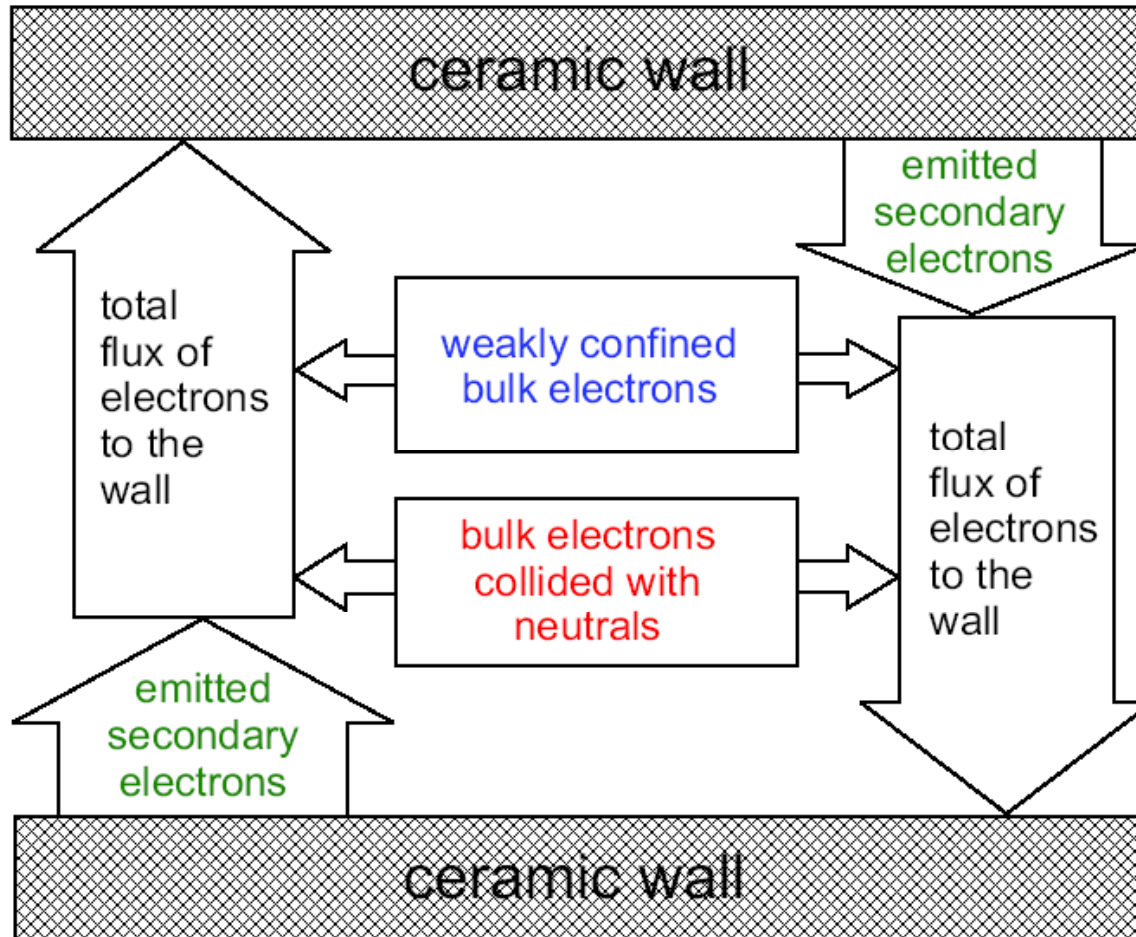 ceramic wall
emitted
secondary
electrons
total
flux of
electrons
to the
wall
weakly confined
bulk electrons
total
flux of
electrons
to the
wall
bulk electrons
collided with
neutrals
emitted
secondary
electrons
ceramic wall